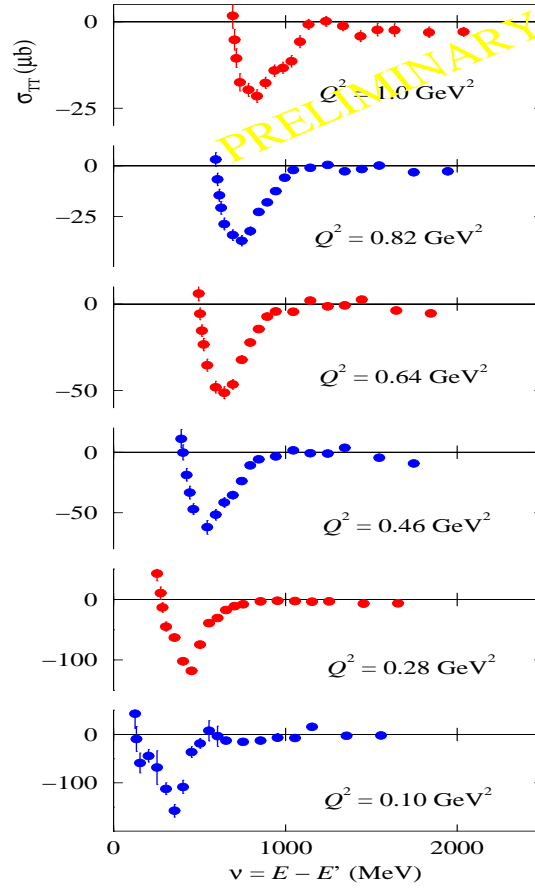 σTT (μb)
0
−25
Q² = 1.0 GeV²
PRELIMINARY
0
−25
Q² = 0.82 GeV²
0
−50
Q² = 0.64 GeV²
0
−50
Q² = 0.46 GeV²
0
−100
Q² = 0.28 GeV²
0
−100
Q² = 0.10 GeV²
0 1000 2000
ν = E − E’ (MeV)